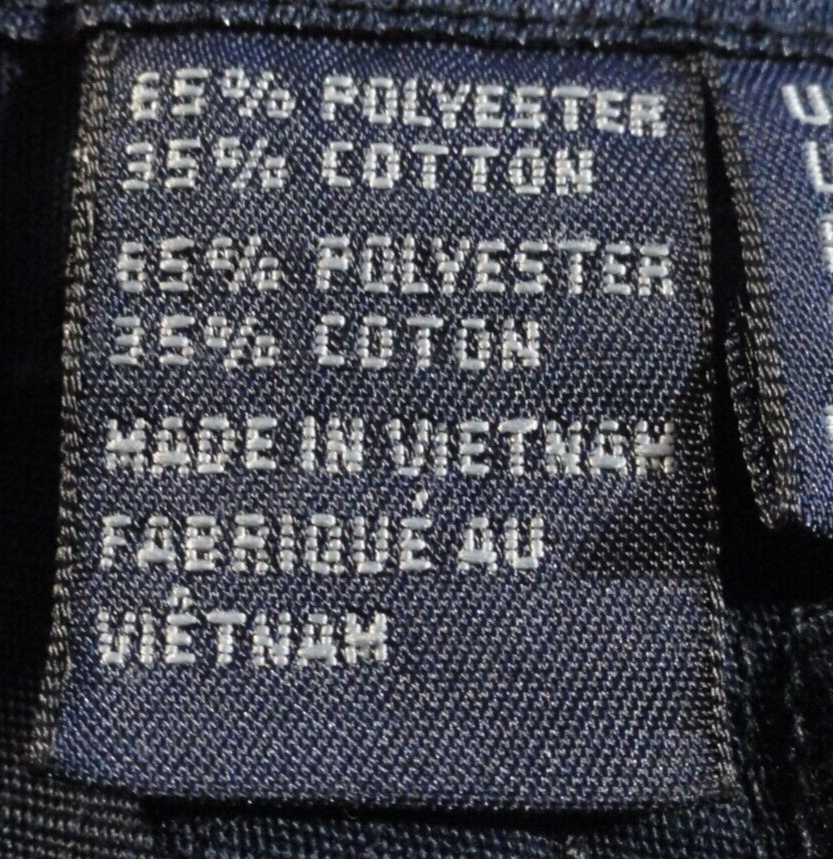 65% POLYESTER
35% COTTON
65% POLYESTER
35% COTON
MADE IN VIETNAM
FABRIQUÉ AU
VIÊTNAM